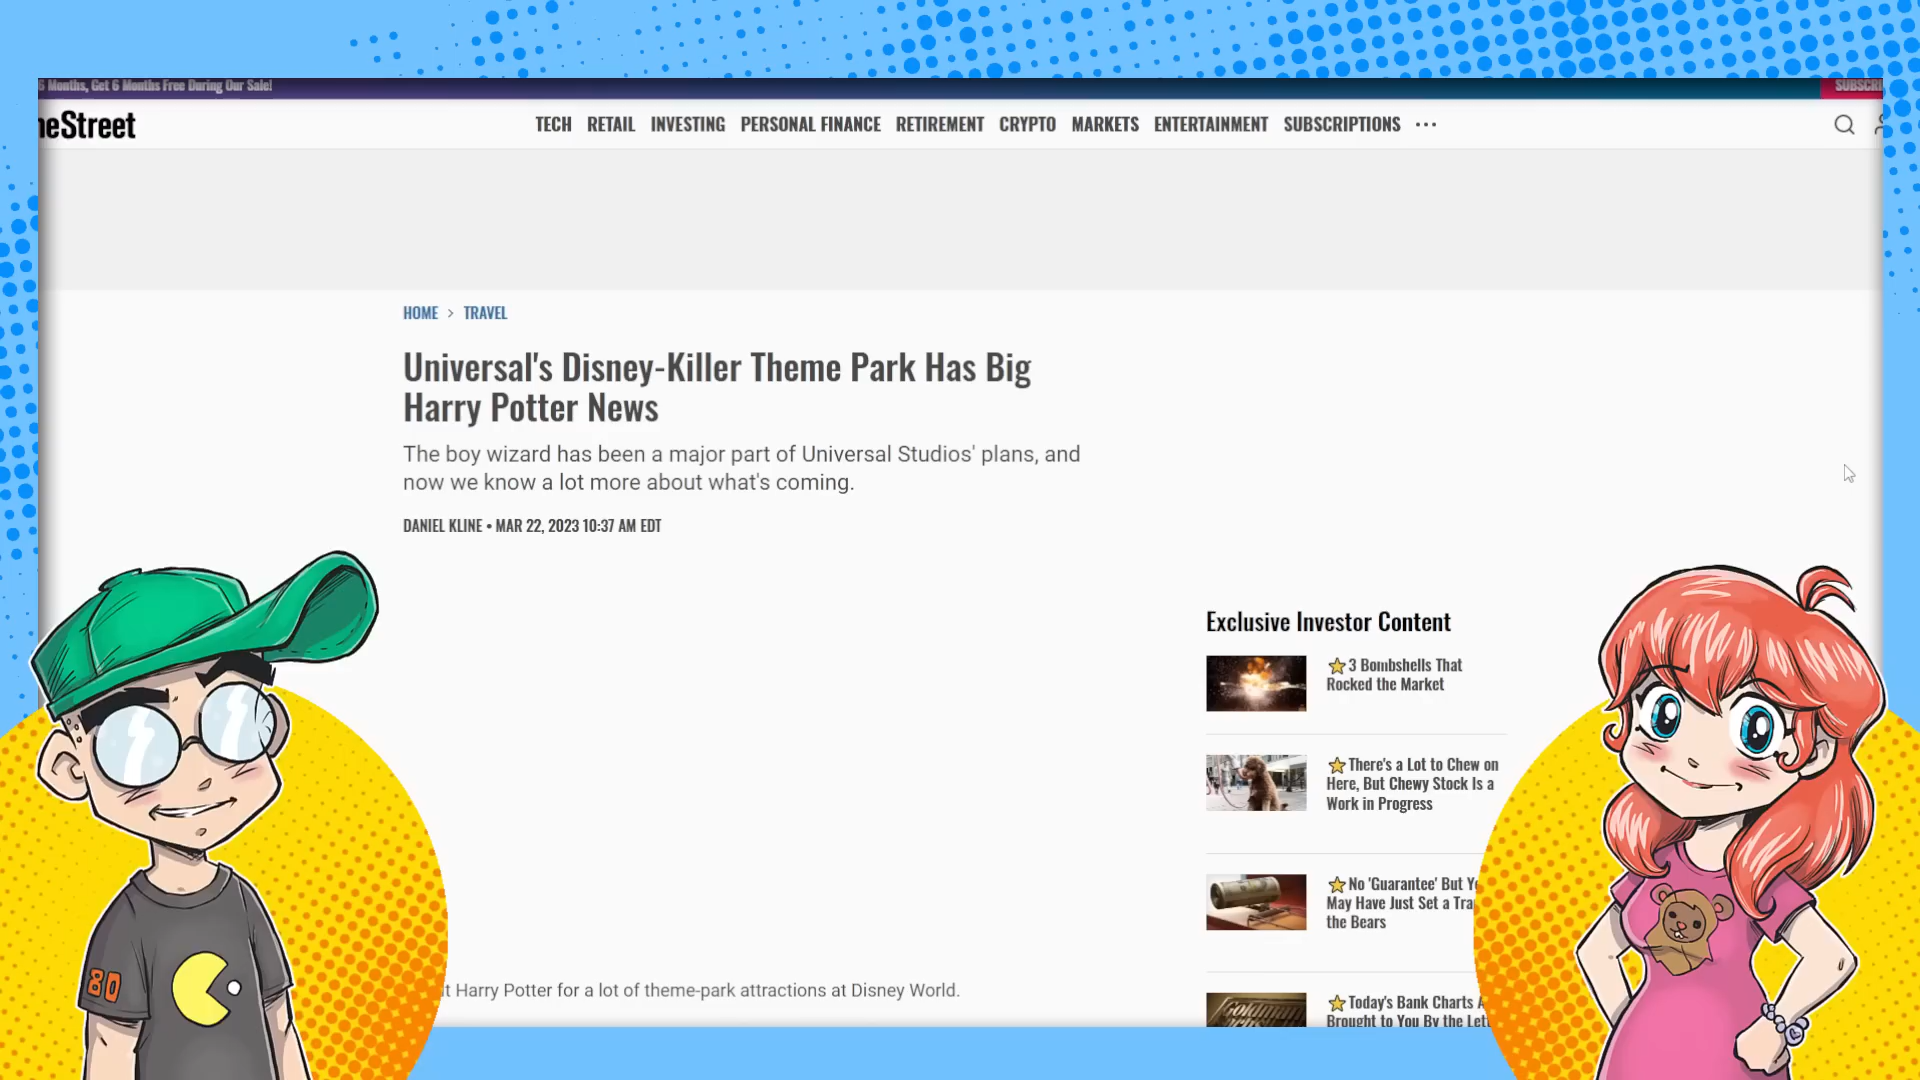 6 Months, Get 6 Months Free During Our Sale!
SUBSCRI
heStreet
TECH RETAIL INVESTING PERSONAL FINANCE RETIREMENT CRYPTO MARKETS ENTERTAINMENT SUBSCRIPTIONS ...
HOME > TRAVEL
Universal's Disney-Killer Theme Park Has Big
Harry Potter News
The boy wizard has been a major part of Universal Studios' plans, and
now we know a lot more about what's coming.
DANIEL KLINE • MAR 22, 2023 10:37 AM EDT
Exclusive Investor Content
3 Bombshells That
Rocked the Market
There's a Lot to Chew on
Here, But Chewy Stock Is a
Work in Progress
No 'Guarantee' But Y
May Have Just Set a Tra
the Bears
Today's Bank Charts A
Brought to You By the Let
t Harry Potter for a lot of theme-park attractions at Disney World.
80